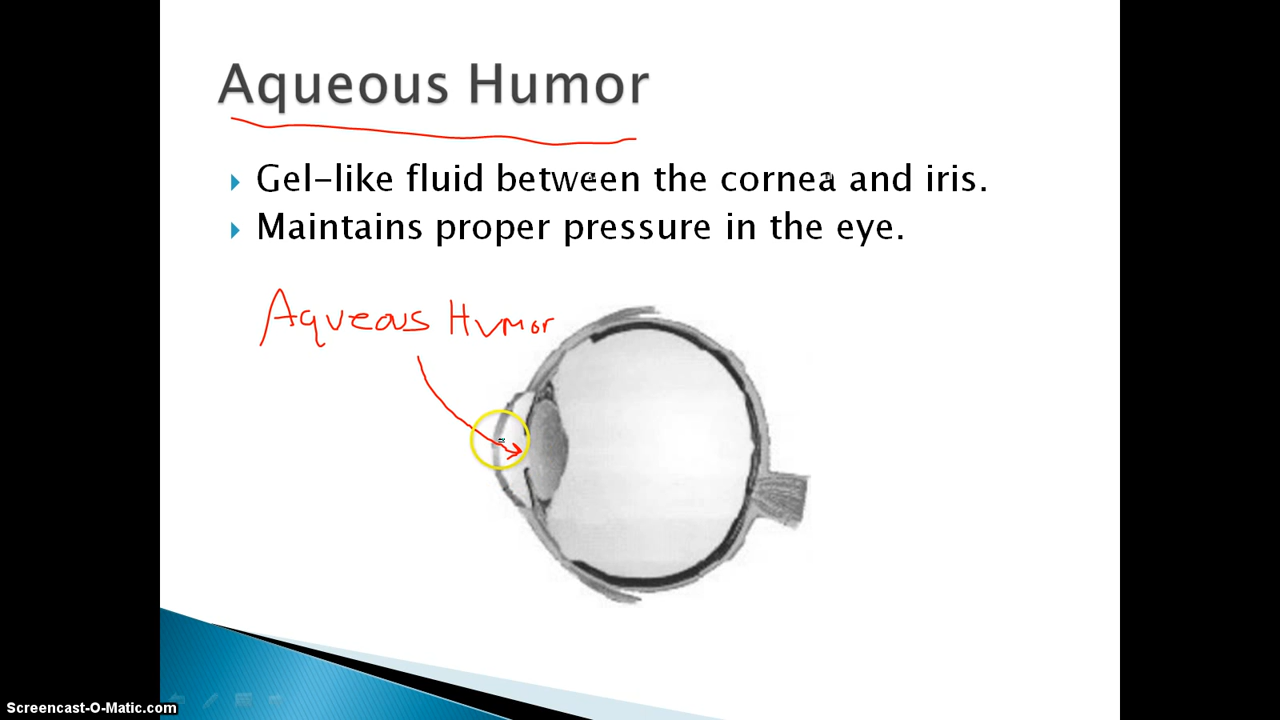 Aqueous Humor
Gel-like fluid between the cornea and iris.
Maintains proper pressure in the eye.
Aqueous Humor
Screencast-O-Matic.com